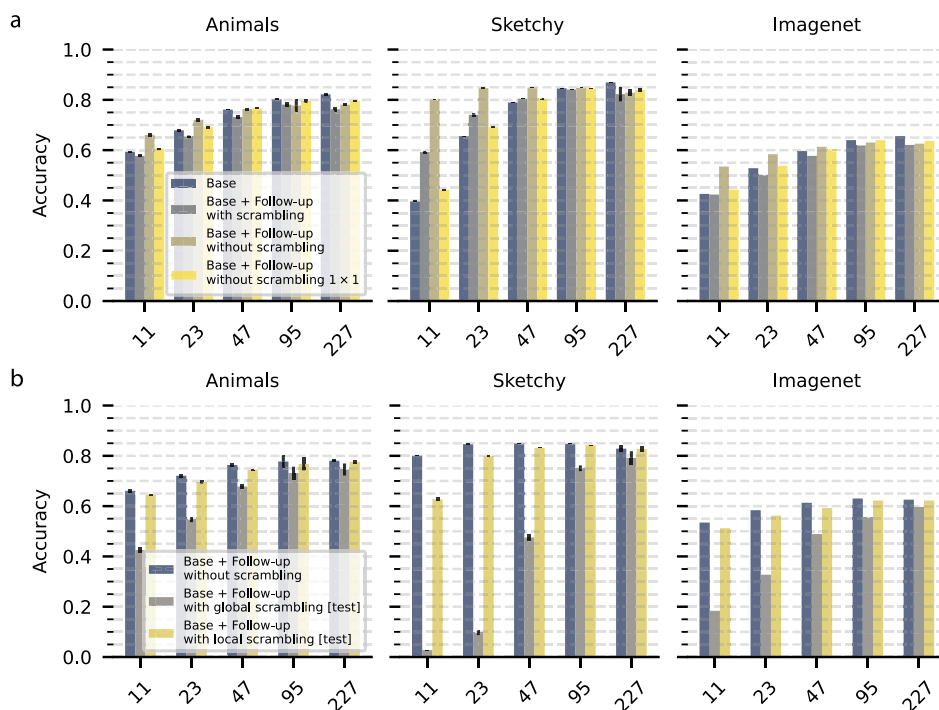 a
Animals
Sketchy
Imagenet
Accuracy
1.0
0.8
0.6
0.4
0.2
0.0
Base
Base + Follow-up
with scrambling
Base + Follow-up
without scrambling
Base + Follow-up
without scrambling 1 × 1
11 23 47 95 227
11 23 47 95 227
11 23 47 95 227
b
Animals
Sketchy
Imagenet
Accuracy
1.0
0.8
0.6
0.4
0.2
0.0
Base + Follow-up
without scrambling
Base + Follow-up
with global scrambling [test]
Base + Follow-up
with local scrambling [test]
11 23 47 95 227
11 23 47 95 227
11 23 47 95 227